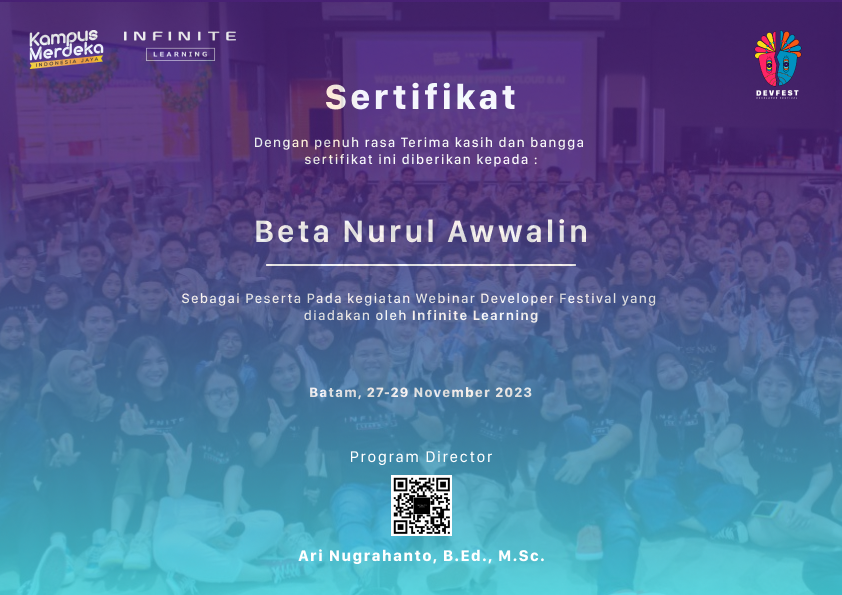 Kampus
Merdeka
INDONESIA JAYA
INFINITE
LEARNING
DEVFEST
Sertifikat
Dengan penuh rasa Terima kasih dan bangga
sertifikat ini diberikan kepada :
Beta Nurul Awwalin
Sebagai Peserta Pada kegiatan Webinar Developer Festival yang
diadakan oleh Infinite Learning
Batam, 27-29 November 2023
Program Director
Ari Nugrahanto, B.Ed., M.Sc.